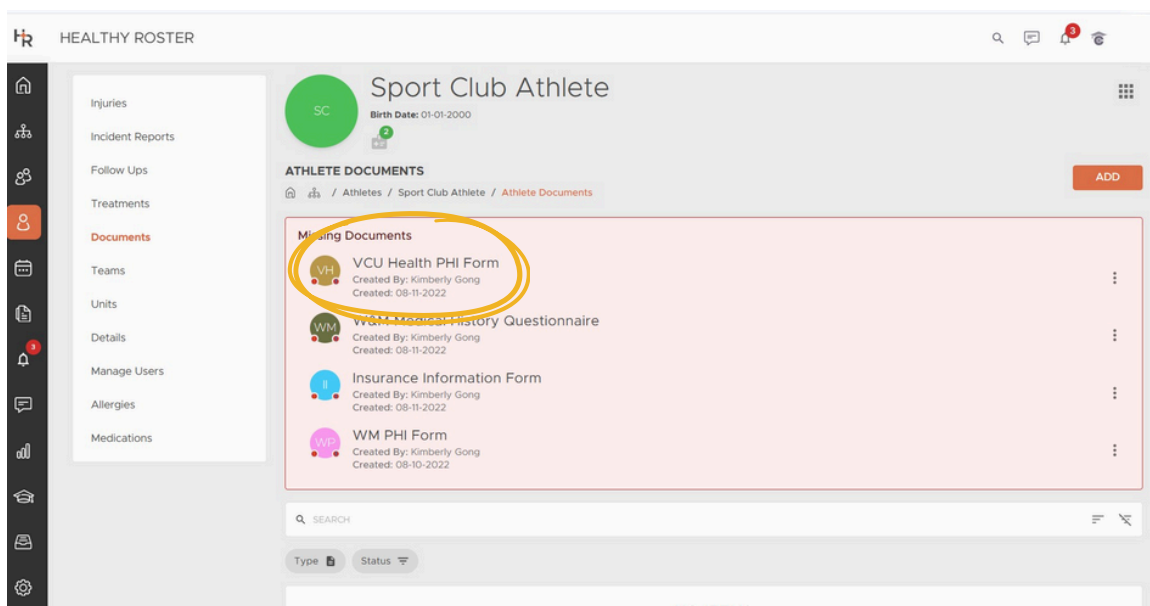 HR HEALTHY ROSTER
3
Injuries
Incident Reports
Follow Ups
Treatments
Documents
Teams
Units
Details
Manage Users
Allergies
Medications
3
SC
Sport Club Athlete
Birth Date: 01-01-2000
2
ATHLETE DOCUMENTS
ADD
/ Athletes / Sport Club Athlete / Athlete Documents
Missing Documents
VH
VCU Health PHI Form
Created By: Kimberly Gong
Created: 08-11-2022
WM
W&M Medical History Questionnaire
Created By: Kimberly Gong
Created: 08-11-2022
II
Insurance Information Form
Created By: Kimberly Gong
Created: 08-11-2022
WP
WM PHI Form
Created By: Kimberly Gong
Created: 08-10-2022
SEARCH
Type
Status